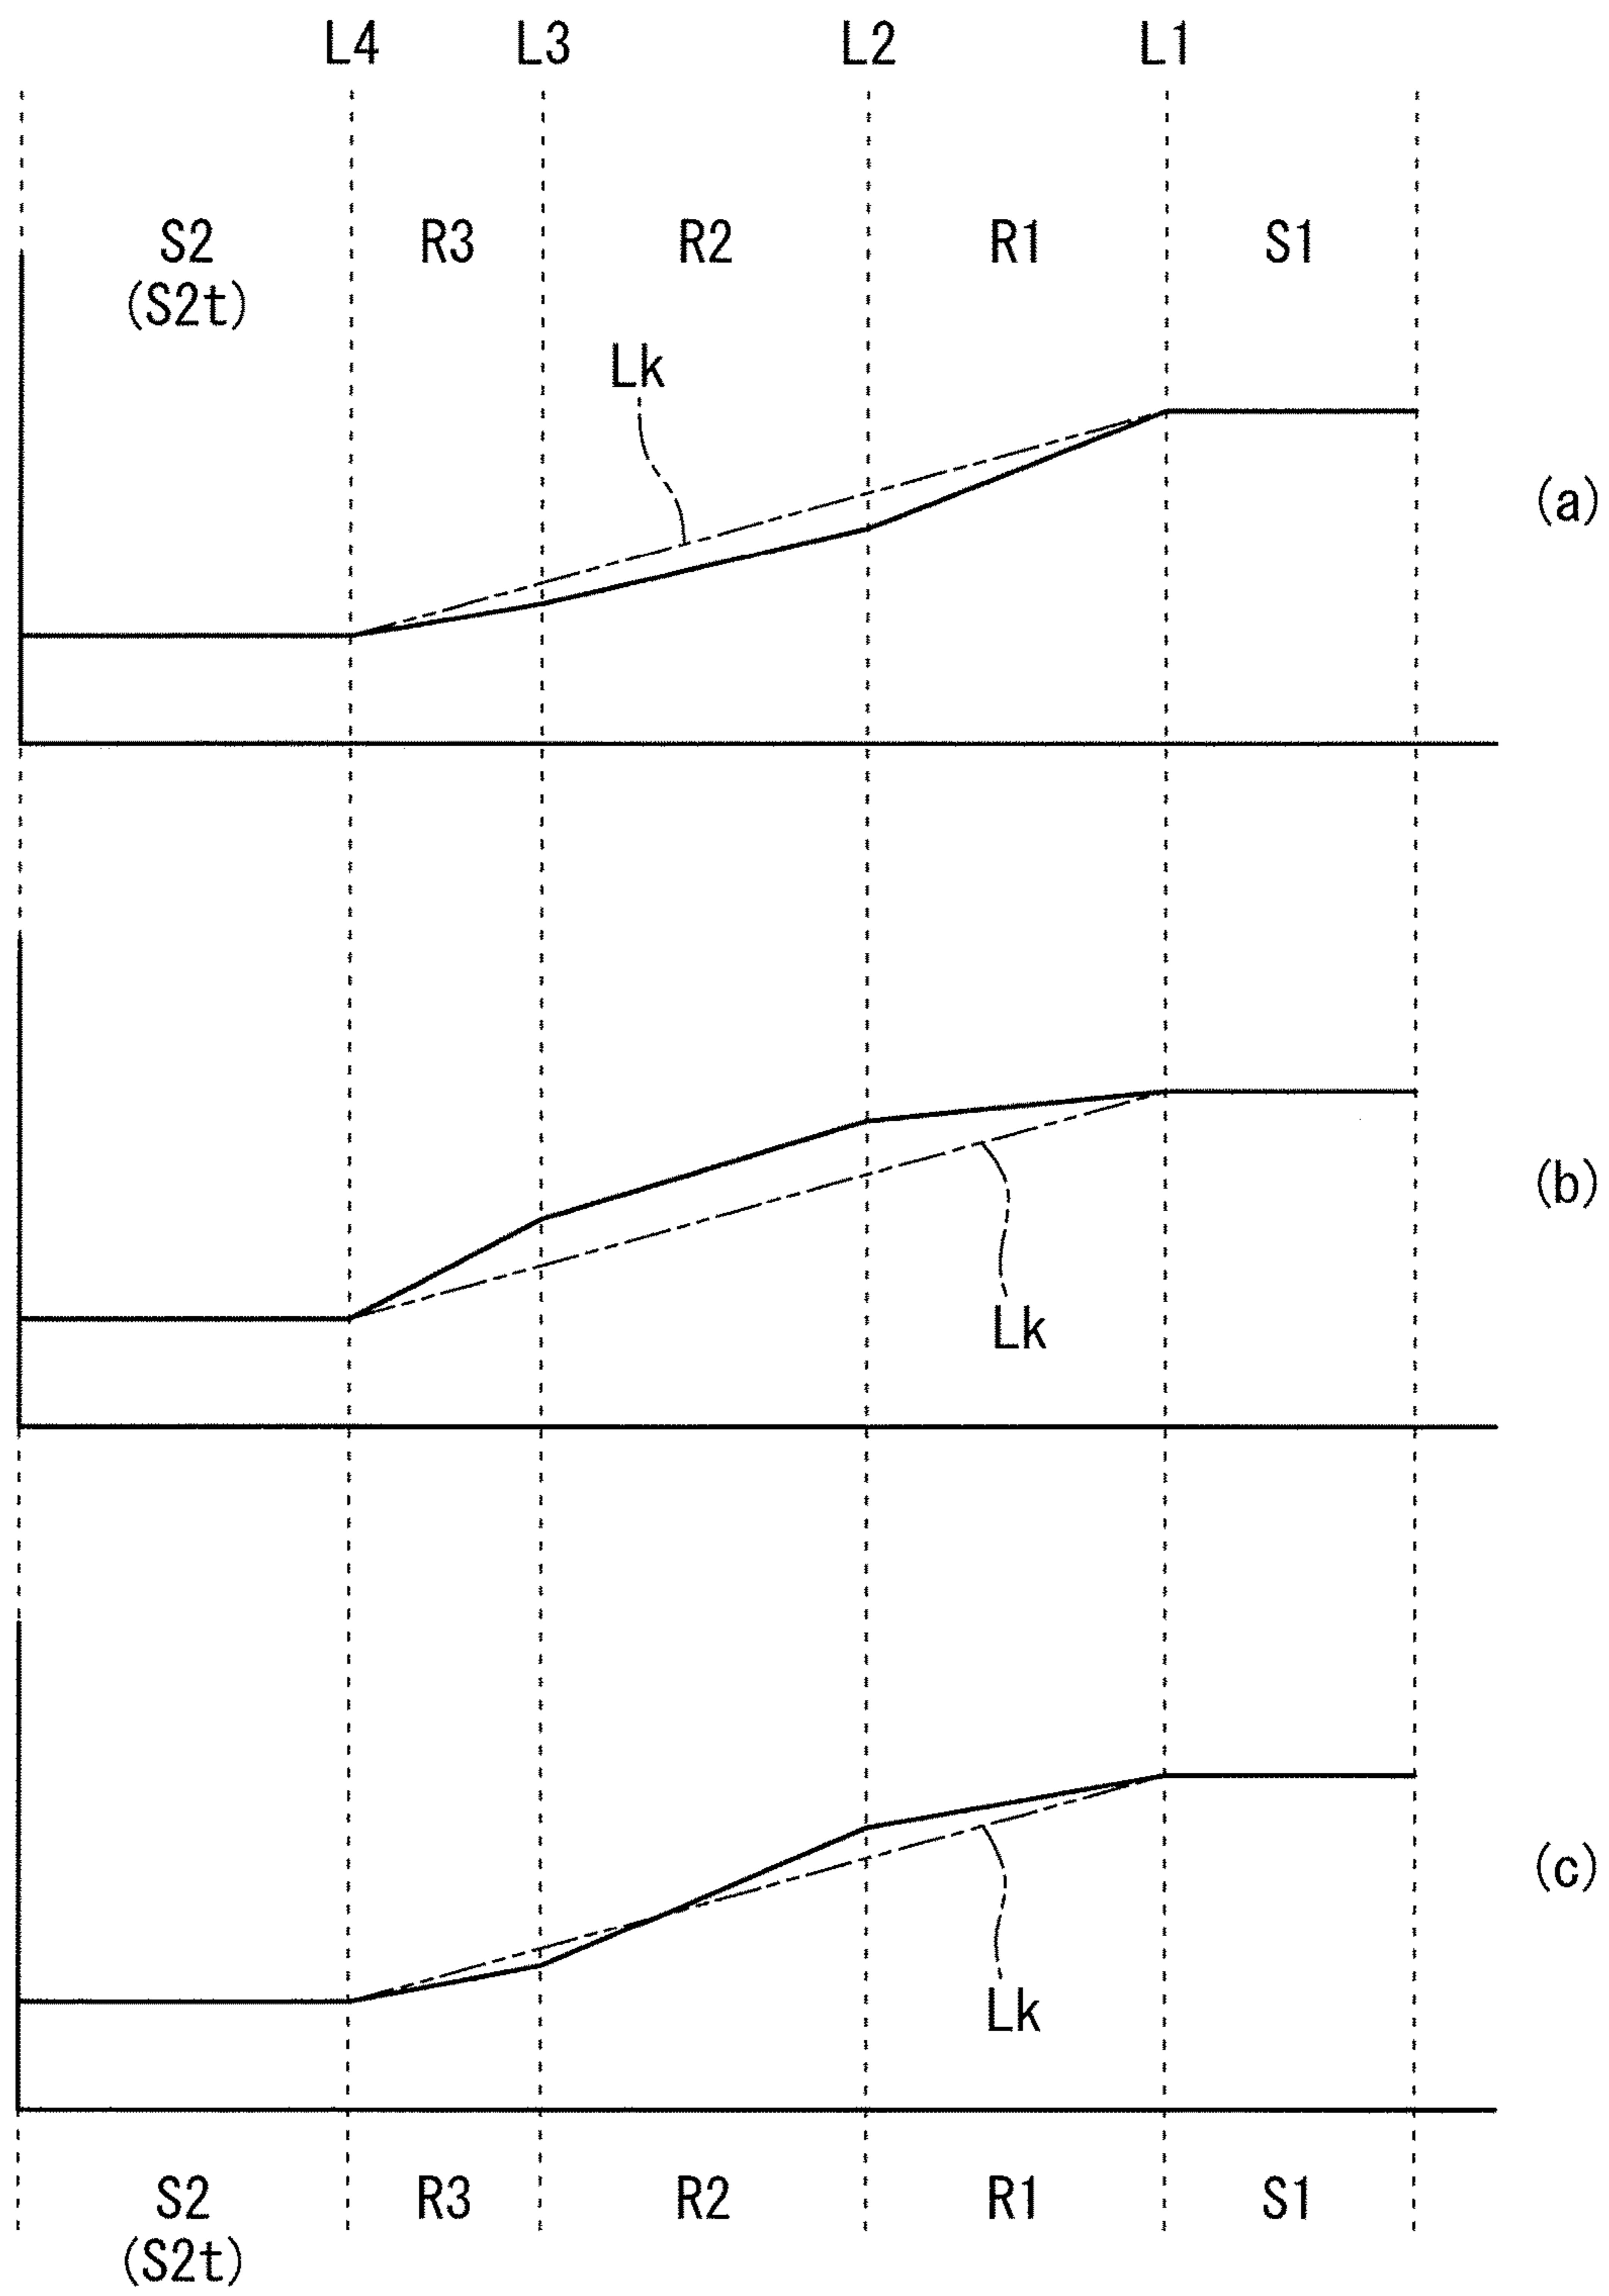 L4 L3 L2 L1
S2 R3 R2 R1 S1
(S2t)
Lk
(a)
(b)
Lk
(c)
Lk
S2 R3 R2 R1 S1
(S2t)